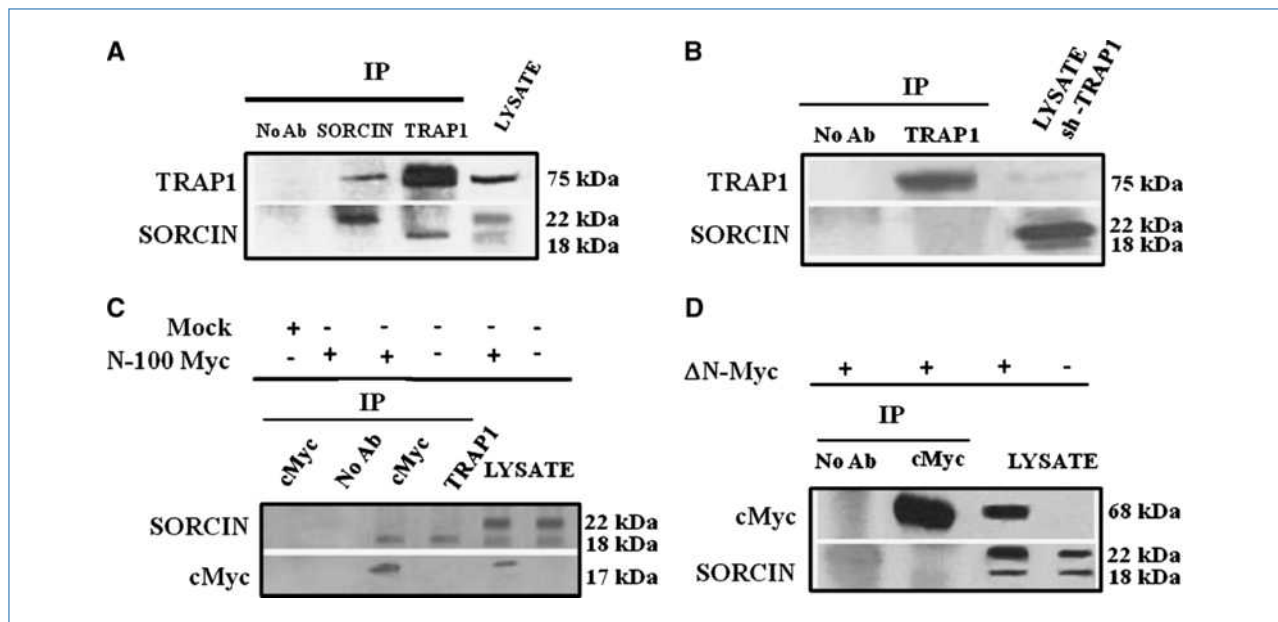 A
IP
No Ab SORCIN TRAP1 LYSATE
TRAP1 75 kDa
SORCIN 22 kDa
18 kDa
B
IP
No Ab TRAP1 LYSATE sh-TRAP1
TRAP1 75 kDa
SORCIN 22 kDa
18 kDa
C
Mock + - - - - -
N-100 Myc - + + - + -
IP
cMyc No Ab cMyc TRAP1 LYSATE
SORCIN 22 kDa
18 kDa
cMyc 17 kDa
D
ΔN-Myc + + + -
IP
No Ab cMyc LYSATE
cMyc 68 kDa
SORCIN 22 kDa
18 kDa